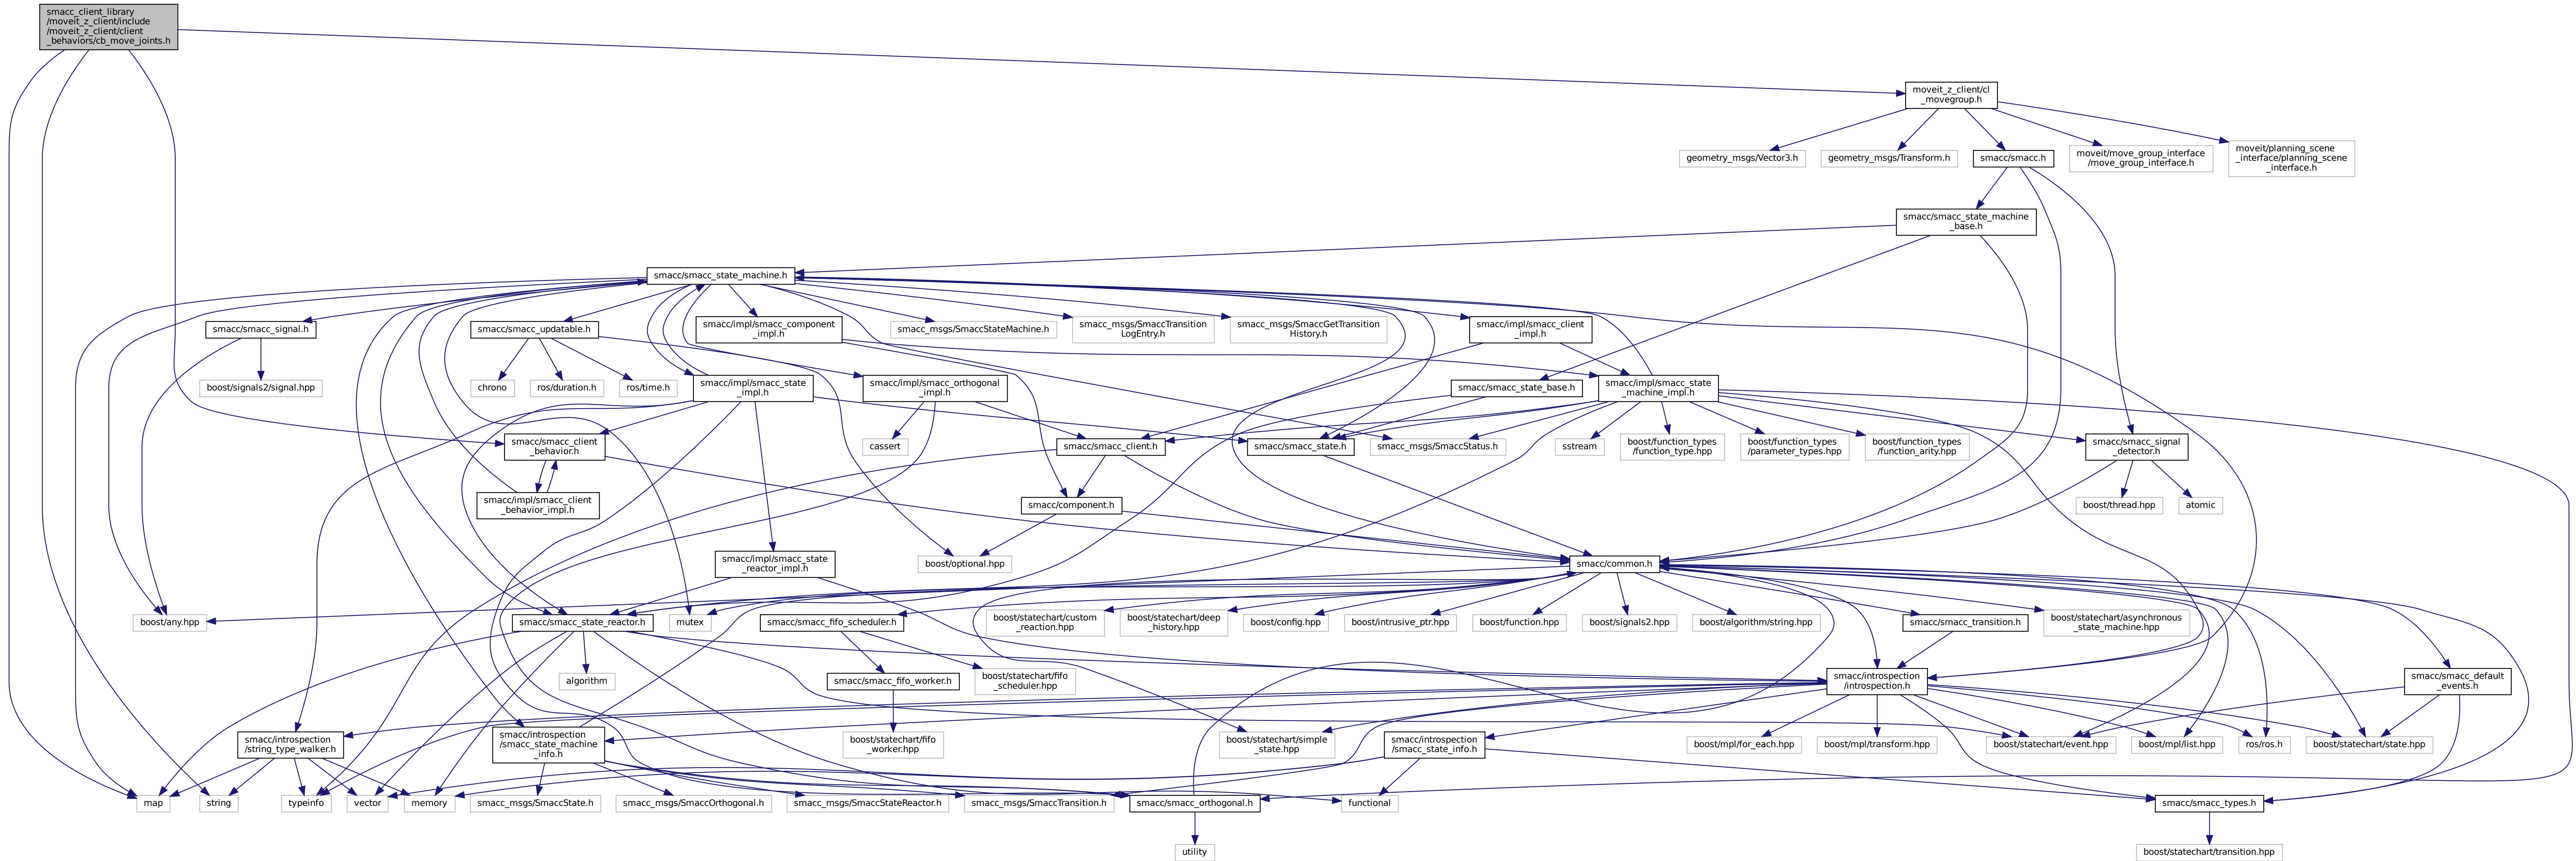 smacc_client_library
/moveit_z_client/include
/moveit_z_client/client
_behaviors/cb_move_joints.h
moveit_z_client/cl
_movegroup.h
geometry_msgs/Vector3.h
geometry_msgs/Transform.h
smacc/smacc.h
moveit/move_group_interface
/move_group_interface.h
moveit/planning_scene
_interface/planning_scene
_interface.h
smacc/smacc_state_machine
_base.h
smacc/smacc_state_machine.h
smacc/smacc_signal.h
smacc/smacc_updatable.h
smacc/impl/smacc_component
_impl.h
smacc_msgs/SmaccStateMachine.h
smacc_msgs/SmaccTransition
LogEntry.h
smacc_msgs/SmaccGetTransition
History.h
smacc/impl/smacc_client
_impl.h
boost/signals2/signal.hpp
chrono
ros/duration.h
ros/time.h
smacc/impl/smacc_state
_impl.h
smacc/impl/smacc_orthogonal
_impl.h
smacc/smacc_state_base.h
smacc/impl/smacc_state
_machine_impl.h
smacc/smacc_client
_behavior.h
cassert
smacc/smacc_client.h
smacc/smacc_state.h
smacc_msgs/SmaccStatus.h
sstream
boost/function_types
/function_type.hpp
boost/function_types
/parameter_types.hpp
boost/function_types
/function_arity.hpp
smacc/smacc_signal
_detector.h
smacc/impl/smacc_client
_behavior_impl.h
smacc/component.h
boost/thread.hpp
atomic
smacc/impl/smacc_state
_reactor_impl.h
boost/optional.hpp
smacc/common.h
boost/any.hpp
smacc/smacc_state_reactor.h
mutex
smacc/smacc_fifo_scheduler.h
boost/statechart/custom
_reaction.hpp
boost/statechart/deep
_history.hpp
boost/config.hpp
boost/intrusive_ptr.hpp
boost/function.hpp
boost/signals2.hpp
boost/algorithm/string.hpp
smacc/smacc_transition.h
boost/statechart/asynchronous
_state_machine.hpp
algorithm
smacc/smacc_fifo_worker.h
boost/statechart/fifo
_scheduler.hpp
smacc/introspection
/introspection.h
smacc/smacc_default
_events.h
smacc/introspection
/string_type_walker.h
smacc/introspection
/smacc_state_machine
_info.h
boost/statechart/fifo
_worker.hpp
boost/statechart/simple
_state.hpp
smacc/introspection
/smacc_state_info.h
boost/mpl/for_each.hpp
boost/mpl/transform.hpp
boost/statechart/event.hpp
boost/mpl/list.hpp
ros/ros.h
boost/statechart/state.hpp
map
string
typeinfo
vector
memory
smacc_msgs/SmaccState.h
smacc_msgs/SmaccOrthogonal.h
smacc_msgs/SmaccStateReactor.h
smacc_msgs/SmaccTransition.h
smacc/smacc_orthogonal.h
functional
smacc/smacc_types.h
utility
boost/statechart/transition.hpp